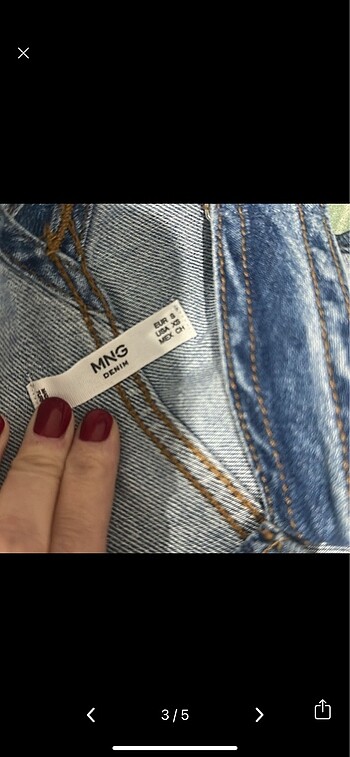 MNG
DENIM
EUR S
USA XS
MEX CH
3/5